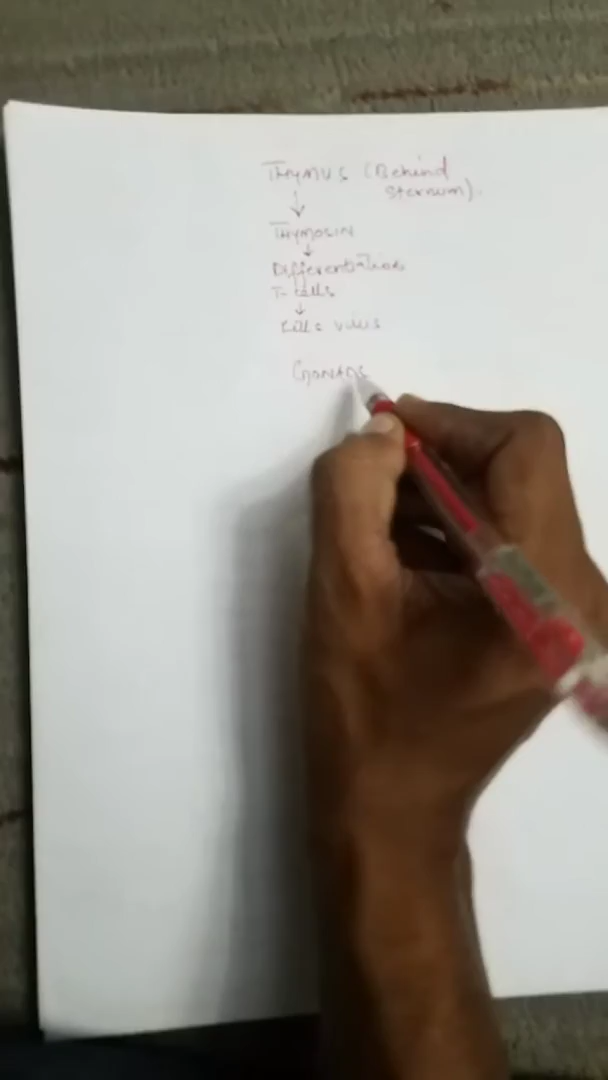 THYMUS (Behind
Sternum).
↓
THYMOSIN
↓
Differentiation
T-Cells
↓
Kills virus
GONADS